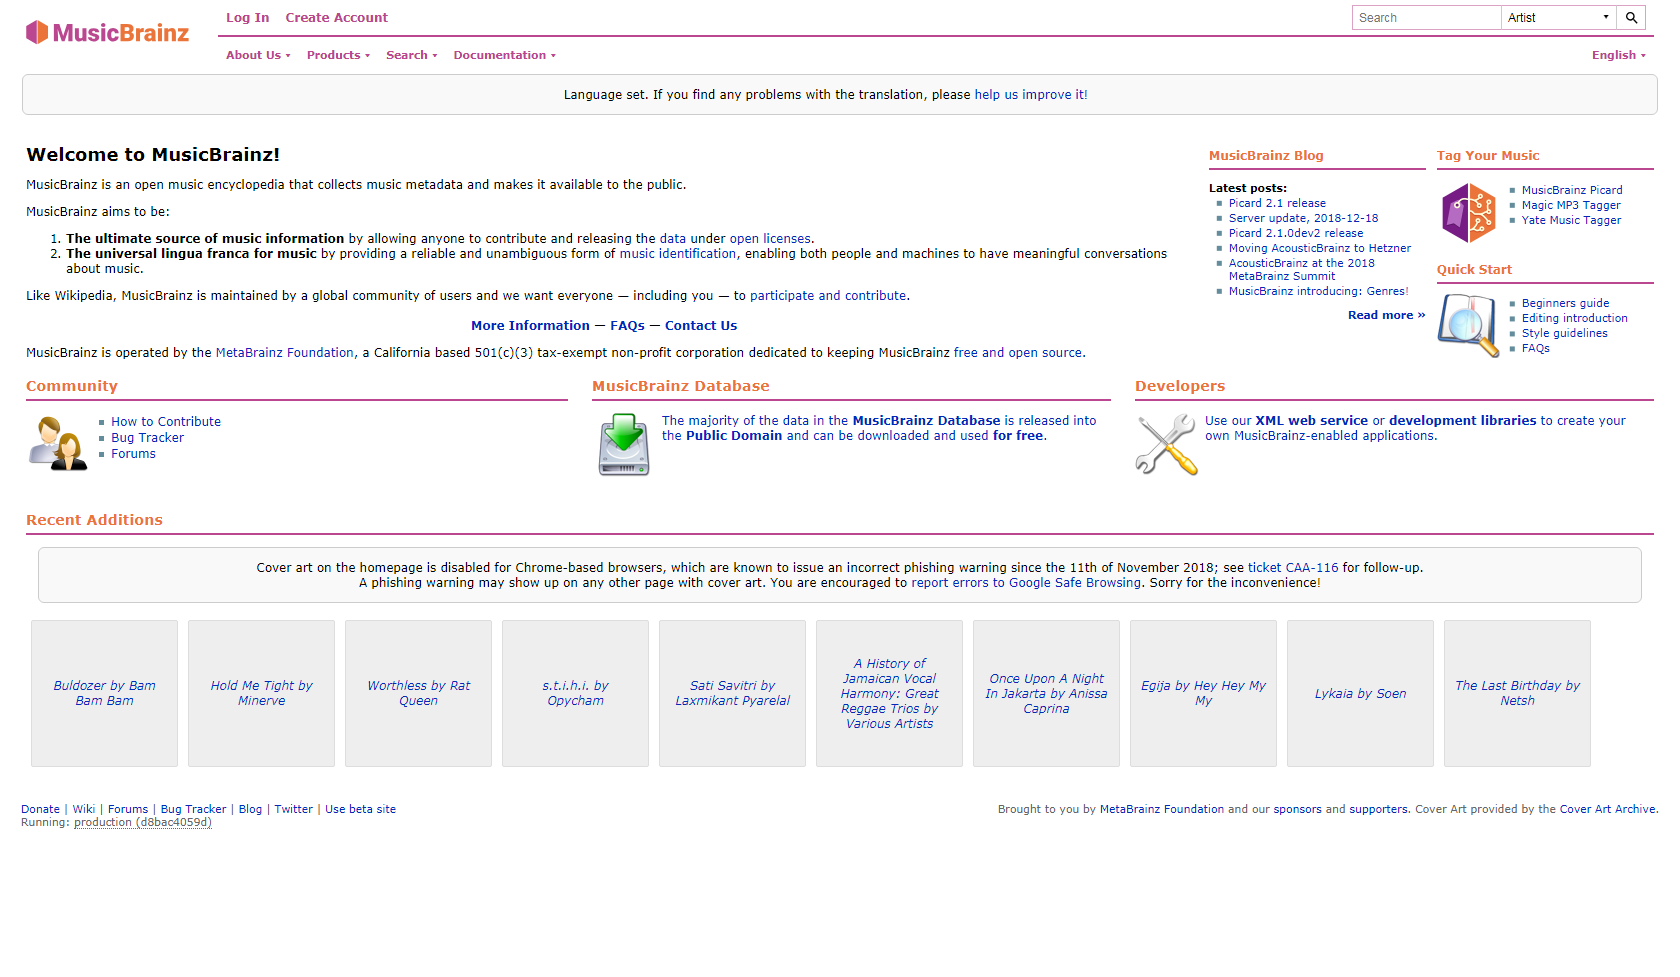 MusicBrainz
Log In Create Account
Search Artist
About Us Products Search Documentation English
Language set. If you find any problems with the translation, please help us improve it!
Welcome to MusicBrainz!
MusicBrainz is an open music encyclopedia that collects music metadata and makes it available to the public.
MusicBrainz aims to be:
1. The ultimate source of music information by allowing anyone to contribute and releasing the data under open licenses.
2. The universal lingua franca for music by providing a reliable and unambiguous form of music identification, enabling both people and machines to have meaningful conversations
about music.
Like Wikipedia, MusicBrainz is maintained by a global community of users and we want everyone — including you — to participate and contribute.
More Information — FAQs — Contact Us
MusicBrainz is operated by the MetaBrainz Foundation, a California based 501(c)(3) tax-exempt non-profit corporation dedicated to keeping MusicBrainz free and open source.
MusicBrainz Blog
Latest posts:
Picard 2.1 release
Server update, 2018-12-18
Picard 2.1.0dev2 release
Moving AcousticBrainz to Hetzner
AcousticBrainz at the 2018
MetaBrainz Summit
MusicBrainz introducing: Genres!
Read more »
Tag Your Music
MusicBrainz Picard
Magic MP3 Tagger
Yate Music Tagger
Quick Start
Beginners guide
Editing introduction
Style guidelines
FAQs
Community
How to Contribute
Bug Tracker
Forums
MusicBrainz Database
The majority of the data in the MusicBrainz Database is released into
the Public Domain and can be downloaded and used for free.
Developers
Use our XML web service or development libraries to create your
own MusicBrainz-enabled applications.
Recent Additions
Cover art on the homepage is disabled for Chrome-based browsers, which are known to issue an incorrect phishing warning since the 11th of November 2018; see ticket CAA-116 for follow-up.
A phishing warning may show up on any other page with cover art. You are encouraged to report errors to Google Safe Browsing. Sorry for the inconvenience!
Buldozer by Bam
Bam Bam
Hold Me Tight by
Minerve
Worthless by Rat
Queen
s.t.i.h.i. by
Opycham
Sati Savitri by
Laxmikant Pyarelal
A History of
Jamaican Vocal
Harmony: Great
Reggae Trios by
Various Artists
Once Upon A Night
In Jakarta by Anissa
Caprina
Egija by Hey Hey My
My
Lykaia by Soen
The Last Birthday by
Netsh
Donate | Wiki | Forums | Bug Tracker | Blog | Twitter | Use beta site
Running: production (d8bac4059d)
Brought to you by MetaBrainz Foundation and our sponsors and supporters. Cover Art provided by the Cover Art Archive.